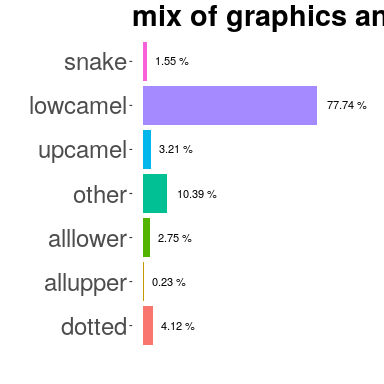 mix of graphics an
snake 1.55 %
lowcamel 77.74 %
upcamel 3.21 %
other 10.39 %
alllower 2.75 %
allupper 0.23 %
dotted 4.12 %